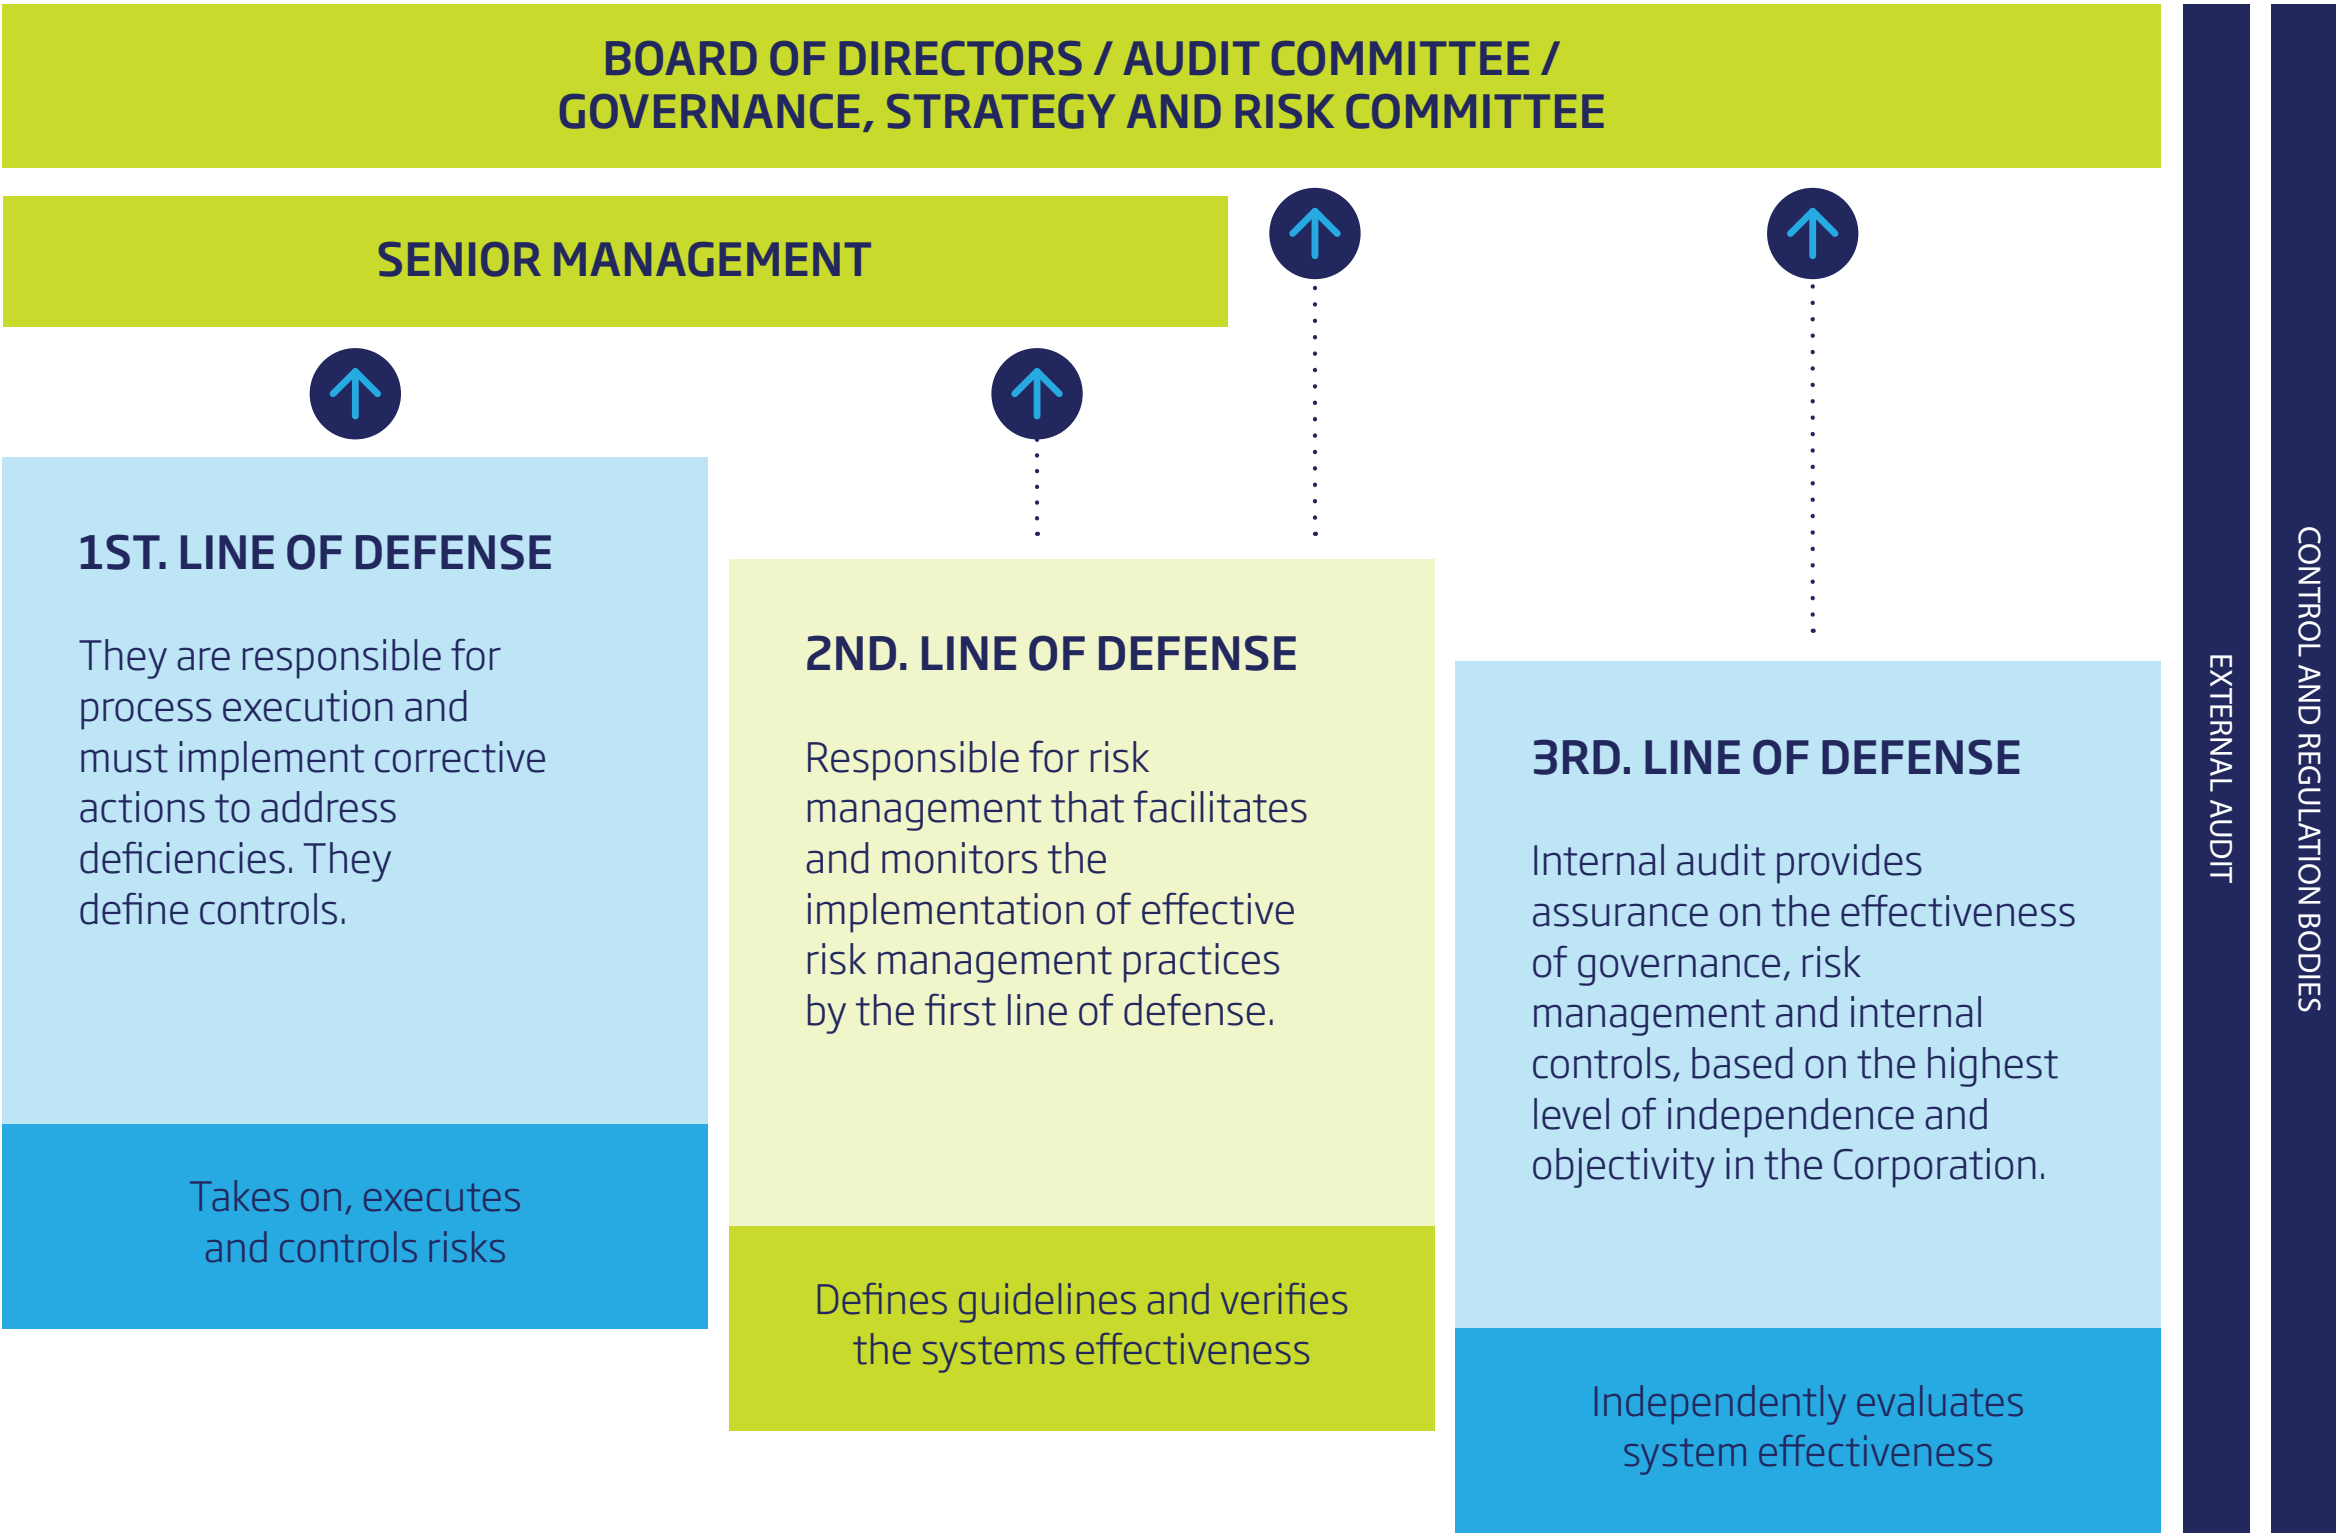 BOARD OF DIRECTORS / AUDIT COMMITTEE /
GOVERNANCE, STRATEGY AND RISK COMMITTEE
SENIOR MANAGEMENT
1ST. LINE OF DEFENSE
They are responsible for
process execution and
must implement corrective
actions to address
deficiencies. They
define controls.
Takes on, executes
and controls risks
2ND. LINE OF DEFENSE
Responsible for risk
management that facilitates
and monitors the
implementation of effective
risk management practices
by the first line of defense.
Defines guidelines and verifies
the systems effectiveness
3RD. LINE OF DEFENSE
Internal audit provides
assurance on the effectiveness
of governance, risk
management and internal
controls, based on the highest
level of independence and
objectivity in the Corporation.
Independently evaluates
system effectiveness
EXTERNAL AUDIT
CONTROL AND REGULATION BODIES